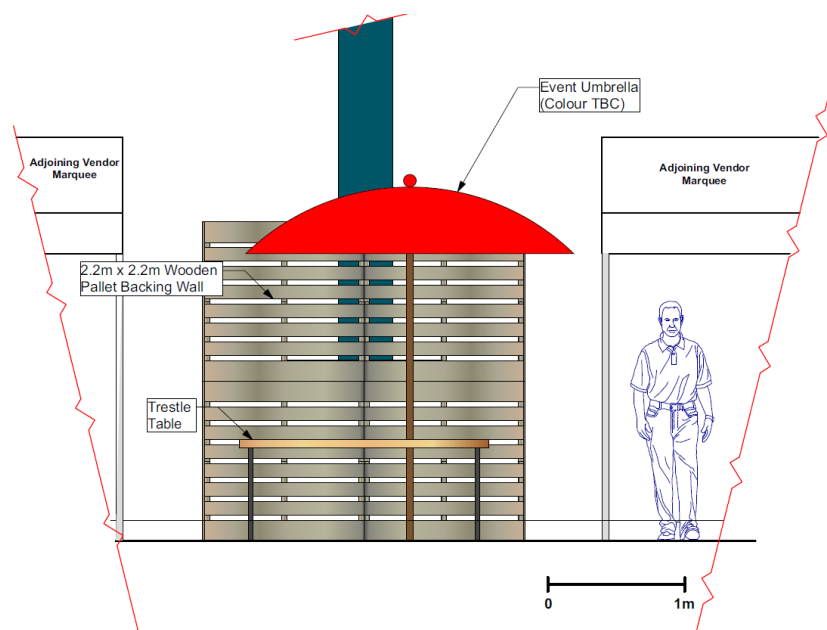 Event Umbrella
(Colour TBC)
Adjoining Vendor
Marquee
Adjoining Vendor
Marquee
2.2m x 2.2m Wooden
Pallet Backing Wall
Trestle
Table
0
1m